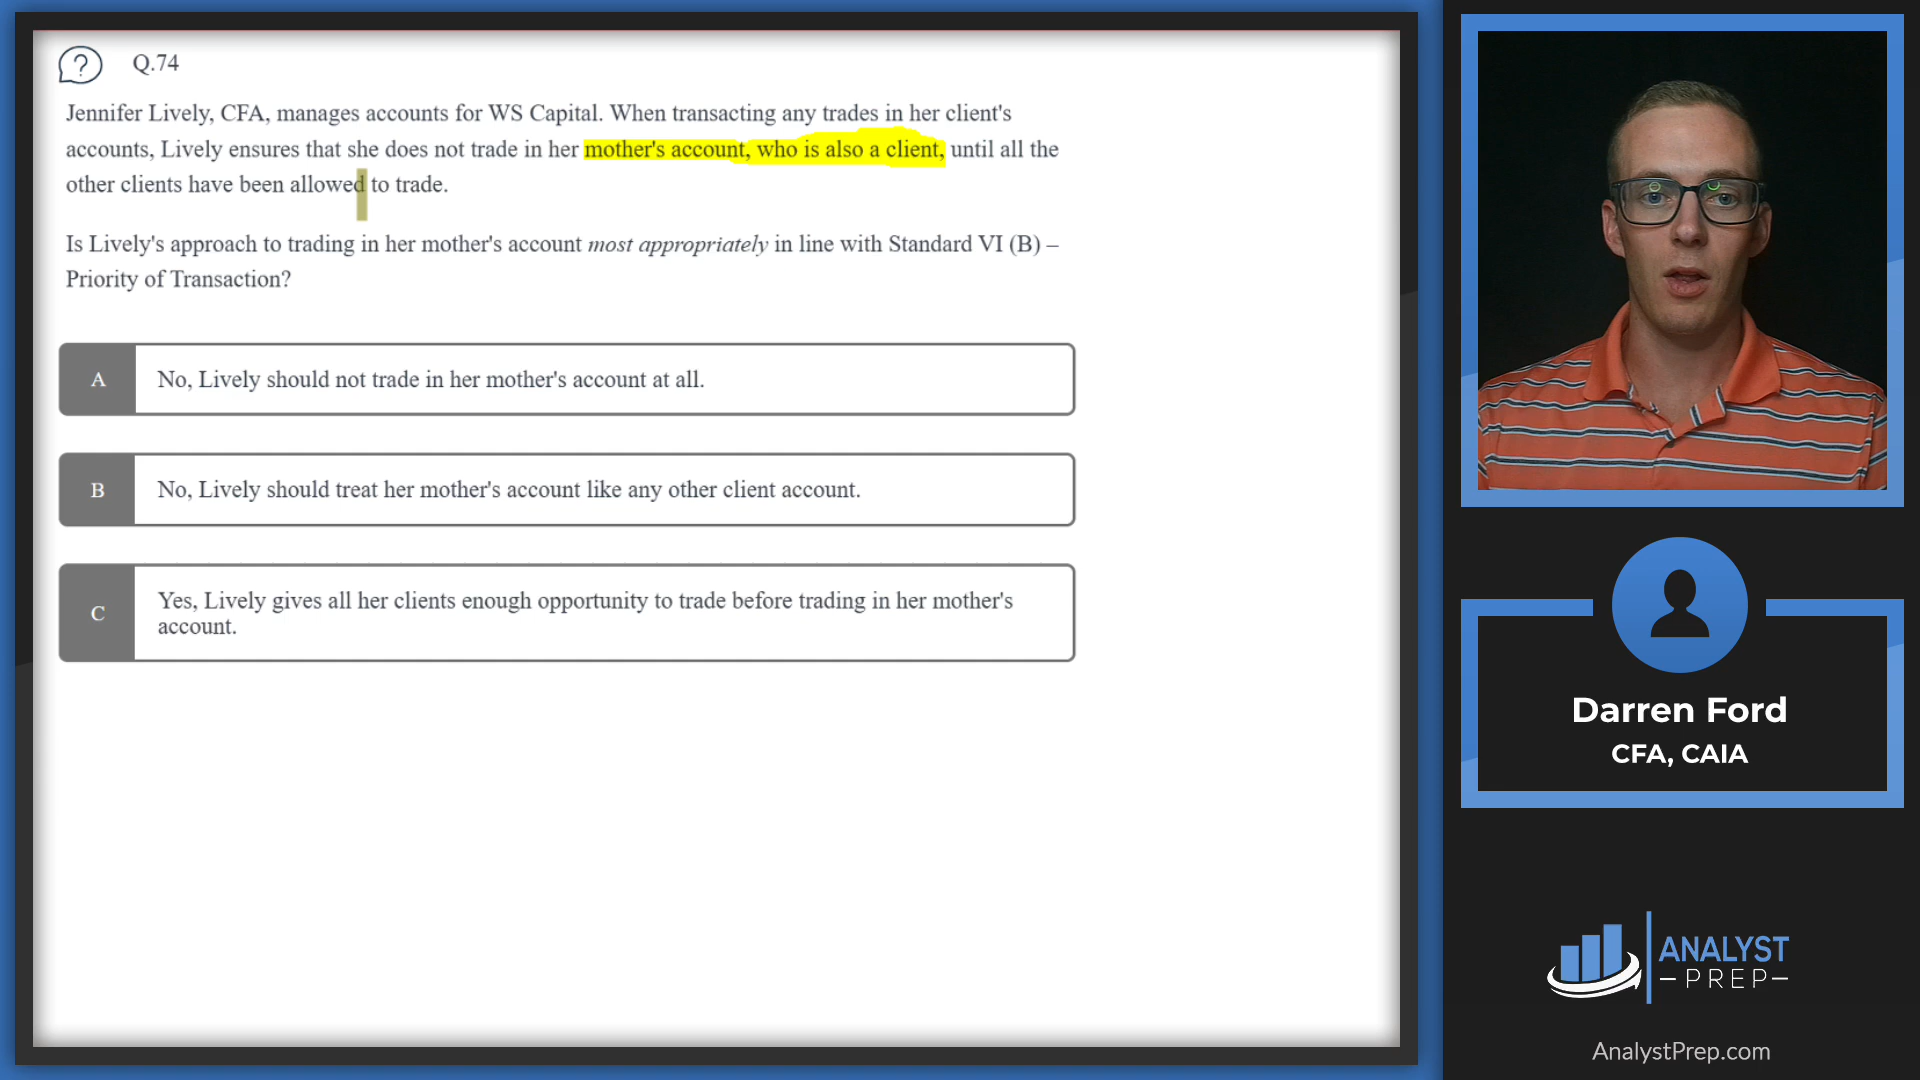 ?
Q.74
Jennifer Lively, CFA, manages accounts for WS Capital. When transacting any trades in her client's
accounts, Lively ensures that she does not trade in her mother's account, who is also a client, until all the
other clients have been allowed to trade.
Is Lively's approach to trading in her mother's account most appropriately in line with Standard VI (B) –
Priority of Transaction?
A
No, Lively should not trade in her mother's account at all.
B
No, Lively should treat her mother's account like any other client account.
C
Yes, Lively gives all her clients enough opportunity to trade before trading in her mother's
account.
Darren Ford
CFA, CAIA
ANALYST
PREP
AnalystPrep.com